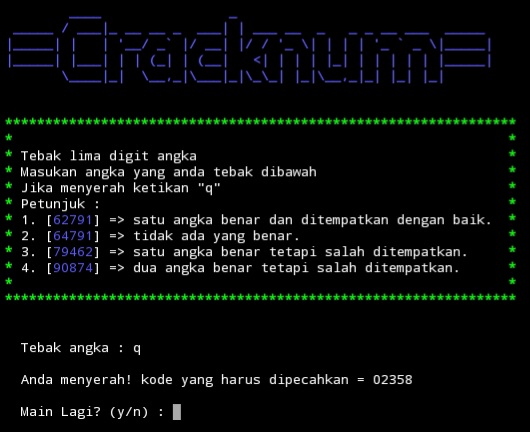 =Cracknum=
Tebak lima digit angka
Masukan angka yang anda tebak dibawah
Jika menyerah ketikan "q"
Petunjuk :
1. [62791] => satu angka benar dan ditempatkan dengan baik.
2. [64791] => tidak ada yang benar.
3. [79462] => satu angka benar tetapi salah ditempatkan.
4. [90874] => dua angka benar tetapi salah ditempatkan.
Tebak angka : q
Anda menyerah! kode yang harus dipecahkan = 02358
Main Lagi? (y/n) :